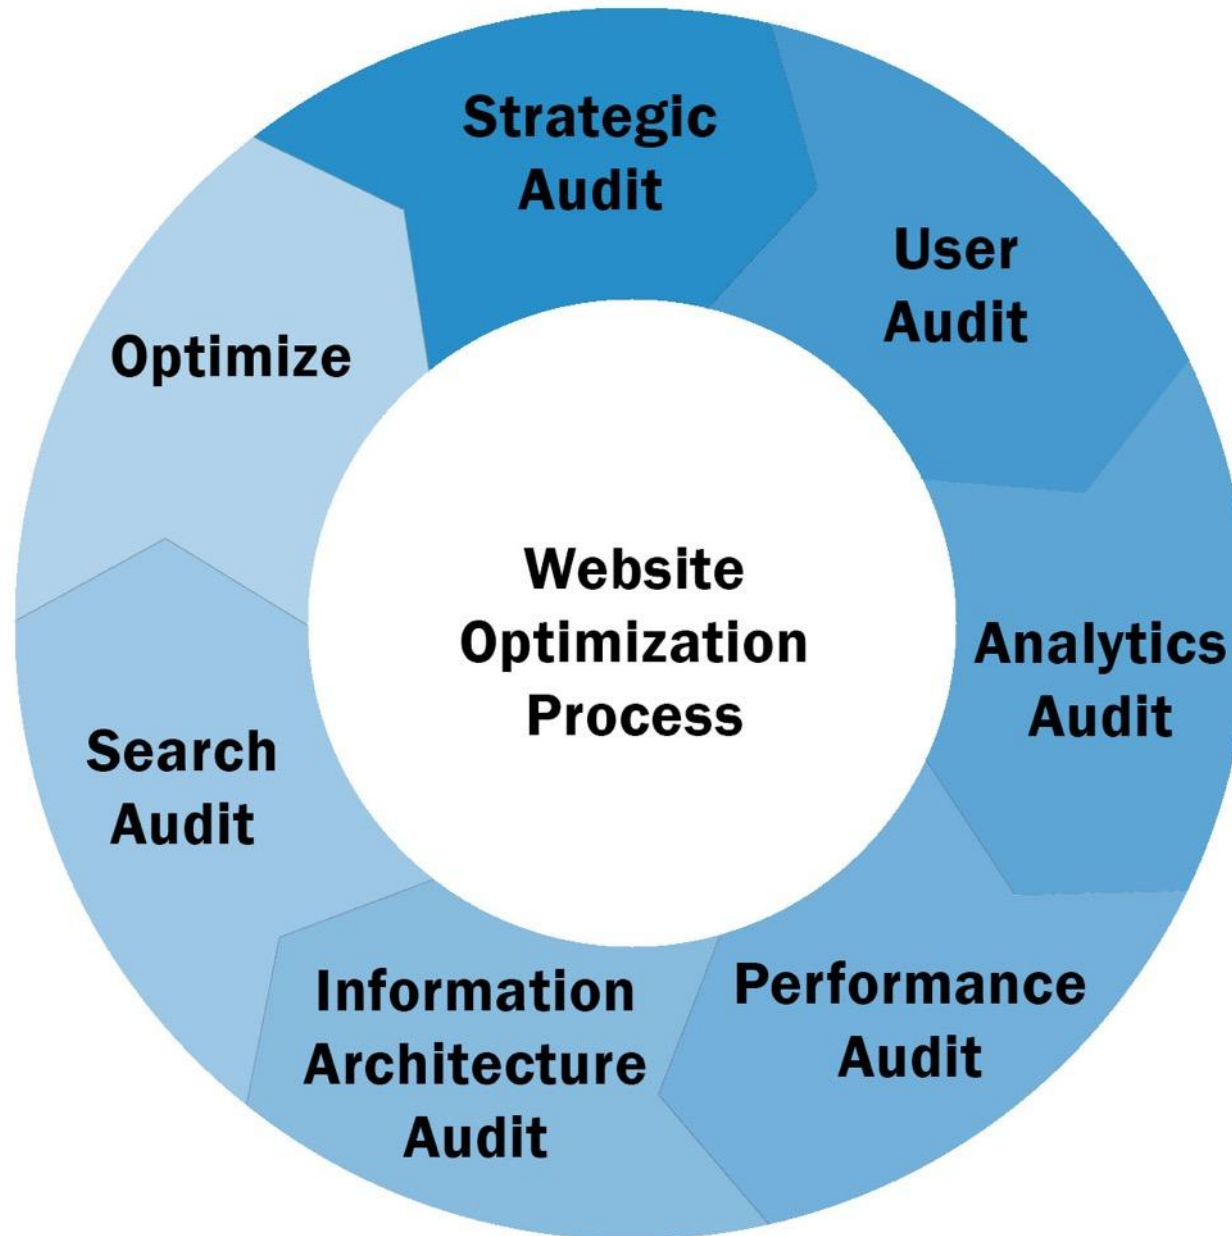 Strategic
Audit
User
Audit
Analytics
Audit
Performance
Audit
Information
Architecture
Audit
Search
Audit
Optimize
Website
Optimization
Process